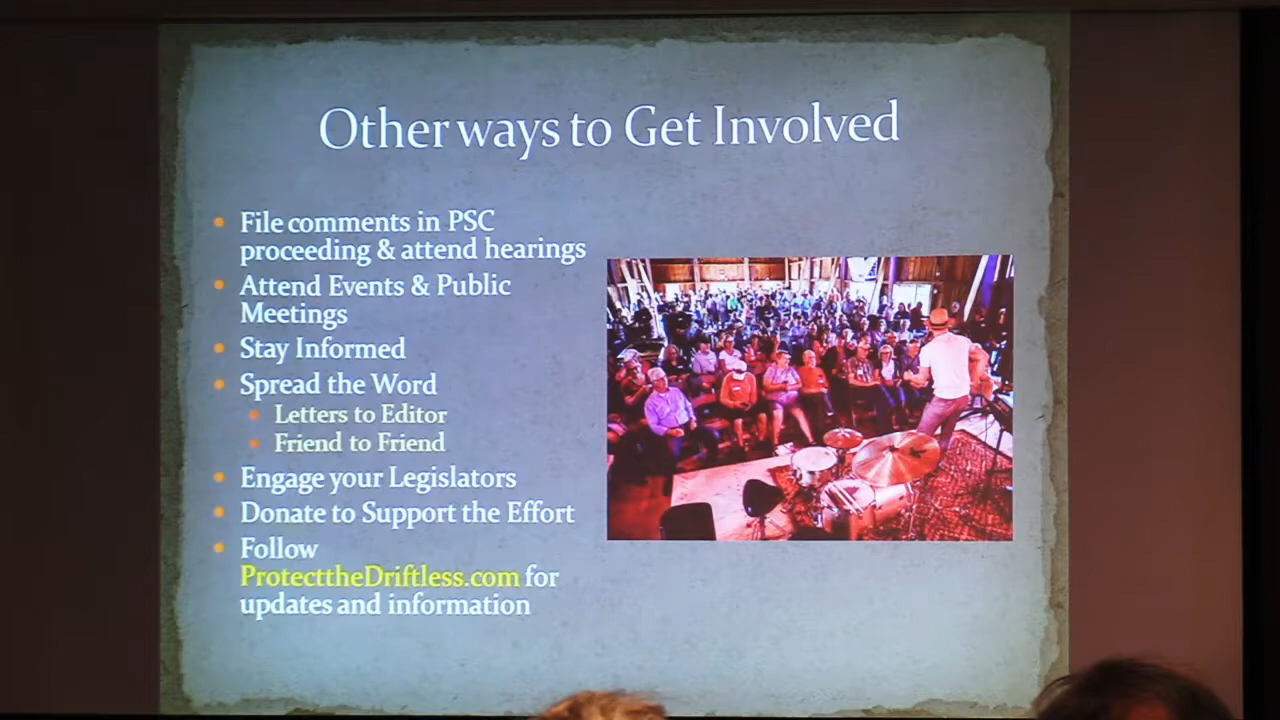 Other ways to Get Involved
• File comments in PSC
proceeding & attend hearings
• Attend Events & Public
Meetings
• Stay Informed
• Spread the Word
• Letters to Editor
• Friend to Friend
• Engage your Legislators
• Donate to Support the Effort
• Follow
ProtecttheDriftless.com for
updates and information